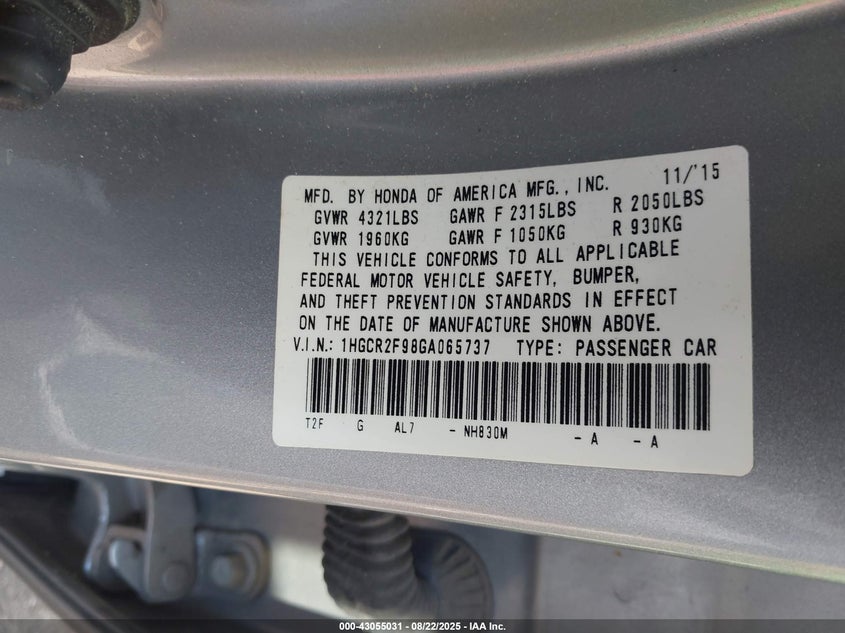 MFD. BY HONDA OF AMERICA MFG., INC. 11/'15
GVWR 4321LBS GAWR F 2315LBS R 2050LBS
GVWR 1960KG GAWR F 1050KG R 930KG
THIS VEHICLE CONFORMS TO ALL APPLICABLE
FEDERAL MOTOR VEHICLE SAFETY, BUMPER,
AND THEFT PREVENTION STANDARDS IN EFFECT
ON THE DATE OF MANUFACTURE SHOWN ABOVE.
V.I.N.: 1HGCR2F98GA065737 TYPE: PASSENGER CAR
T2F G AL7 - NH830M - A - A
000-43055031 - 08/22/2025 - IAA Inc.